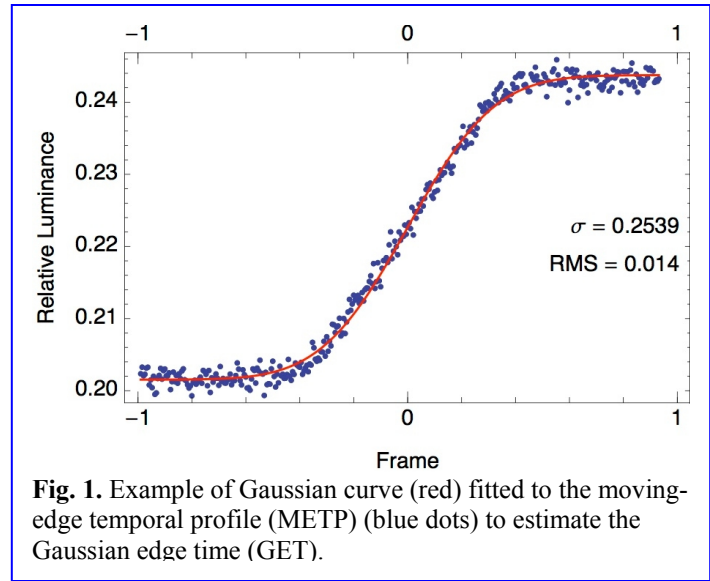 −1 0 1
0.24
0.23
0.22
0.21
0.20
Relative Luminance
σ = 0.2539
RMS = 0.014
−1 0 1
Frame
Fig. 1. Example of Gaussian curve (red) fitted to the moving-
edge temporal profile (METP) (blue dots) to estimate the
Gaussian edge time (GET).